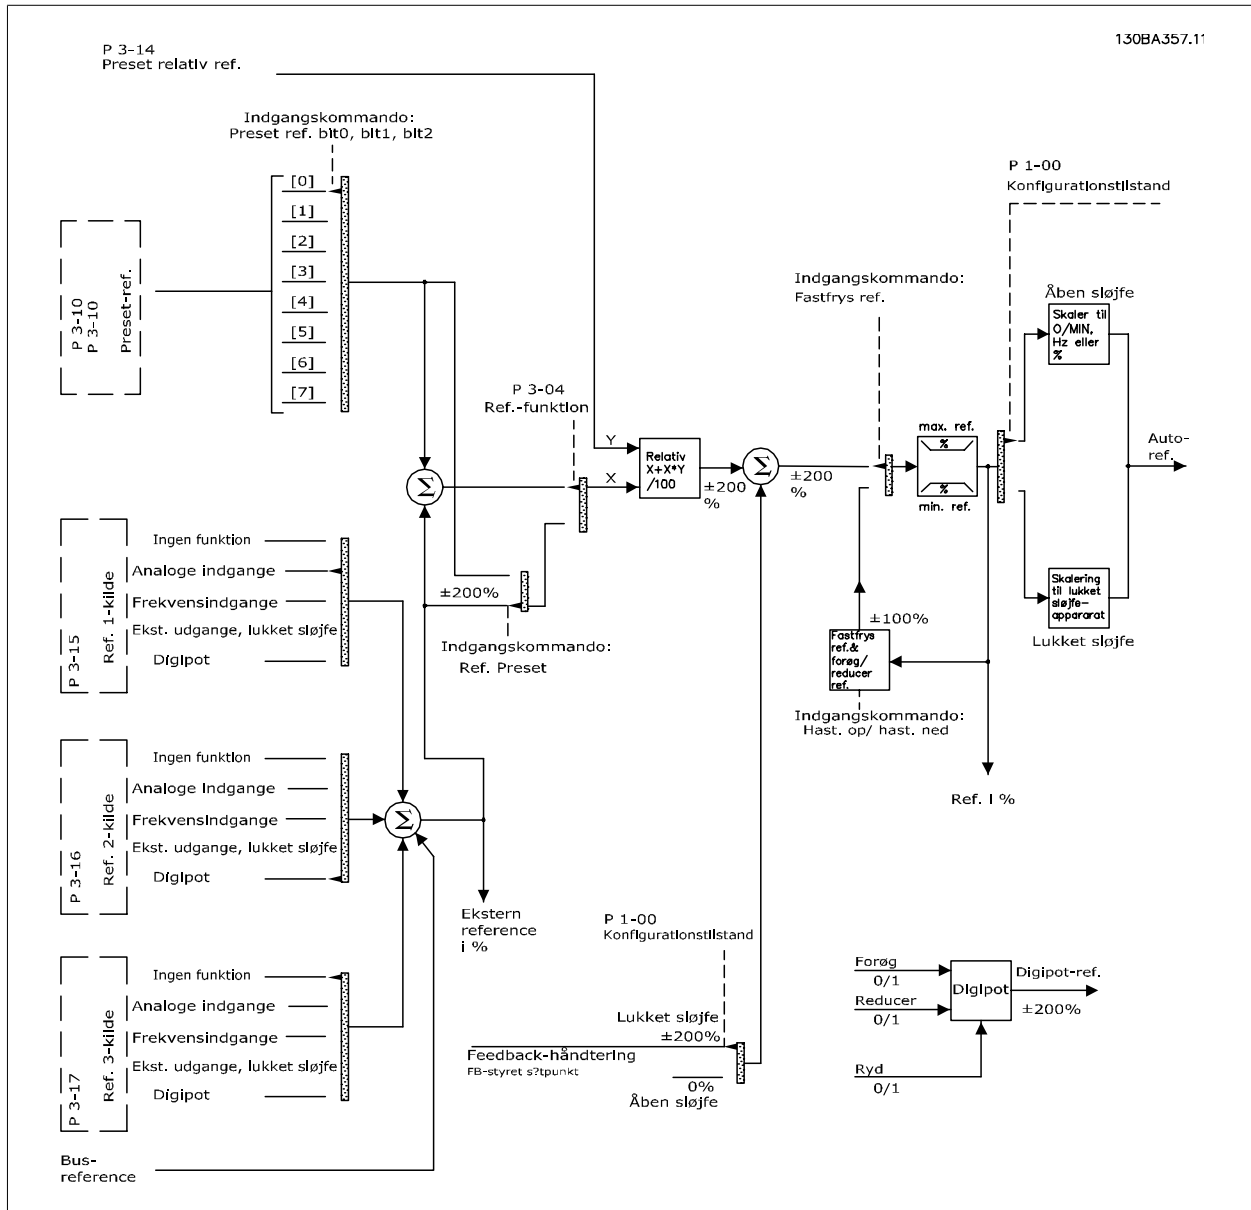 130BA357.11
P 3-14
Preset relativ ref.
Indgangskommando:
Preset ref. bit0, bit1, bit2
P 1-00
Konfigurationstilstand
[0]
[1]
[2]
[3]
[4]
[5]
[6]
[7]
P 3-10
P 3-10
Preset-ref.
Indgangskommando:
Fastfrys ref.
Åben sløjfe
Skaler til
O/MIN,
Hz eller
%
P 3-04
Ref.-funktion
Y
X
Relativ
X+X*Y
/100
±200
%
Σ
±200
%
max. ref.
%
%
min. ref.
Auto-
ref.
Σ
P 3-15
Ref. 1-kilde
Ingen funktion
Analoge indgange
Frekvensindgange
Ekst. udgange, lukket sløjfe
Digipot
±200%
Indgangskommando:
Ref. Preset
±100%
Fastfrys
ref.&
forøg/
reducer
ref.
Indgangskommando:
Hast. op/ hast. ned
Skalering
til lukket
sløjfe-
appararat
Lukket sløjfe
Ref. i %
P 3-16
Ref. 2-kilde
Ingen funktion
Analoge indgange
Frekvensindgange
Ekst. udgange, lukket sløjfe
Digipot
Σ
Ekstern
reference
i %
P 1-00
Konfigurationstilstand
P 3-17
Ref. 3-kilde
Ingen funktion
Analoge indgange
Frekvensindgange
Ekst. udgange, lukket sløjfe
Digipot
Lukket sløjfe
±200%
Feedback-håndtering
FB-styret s?tpunkt
0%
Åben sløjfe
Forøg
0/1
Reducer
0/1
Ryd
0/1
Digipot
Digipot-ref.
±200%
Bus-
reference